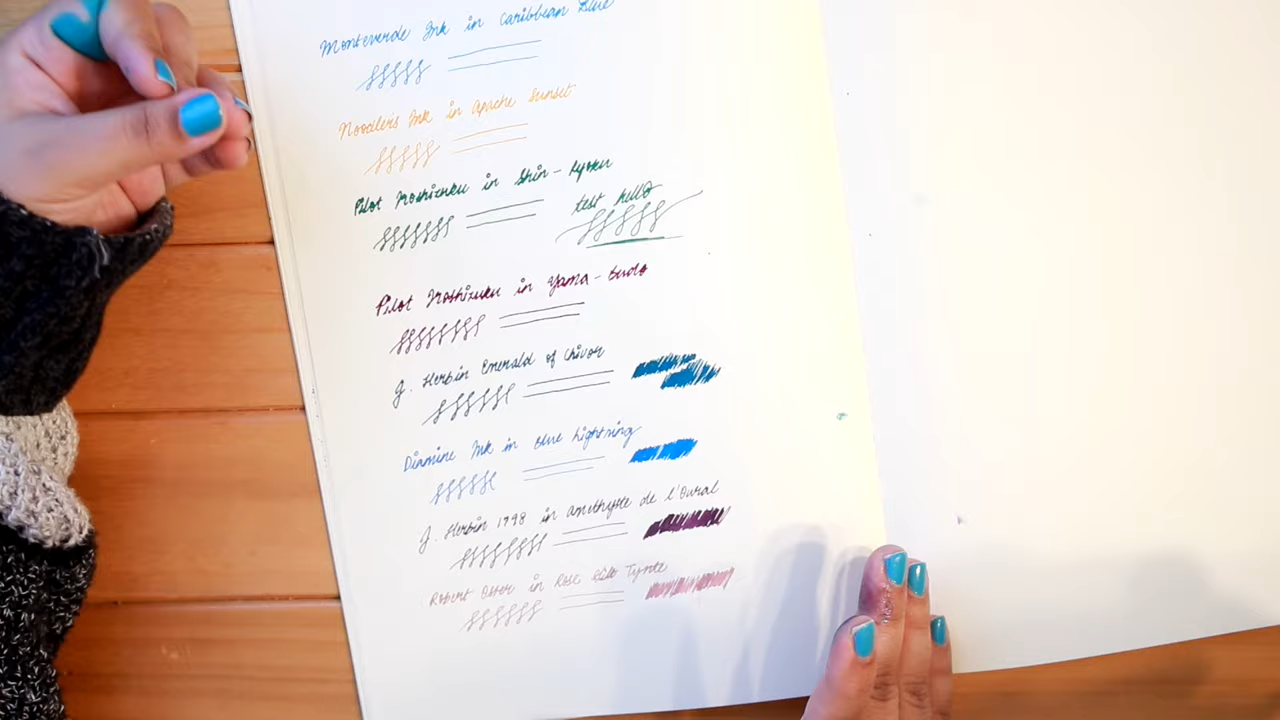 Monteverde Ink in Caribbean Blue
Noodler's Ink in Apache Sunset
Pilot Iroshizuku in Shin-Ryoku
test hello
Pilot Iroshizuku in Yama-budo
J. Herbin Emerald of Chivor
Diamine Ink in Blue Lightning
J. Herbin 1798 in amethyste de l'Oural
Robert Oster in Rose Tynte